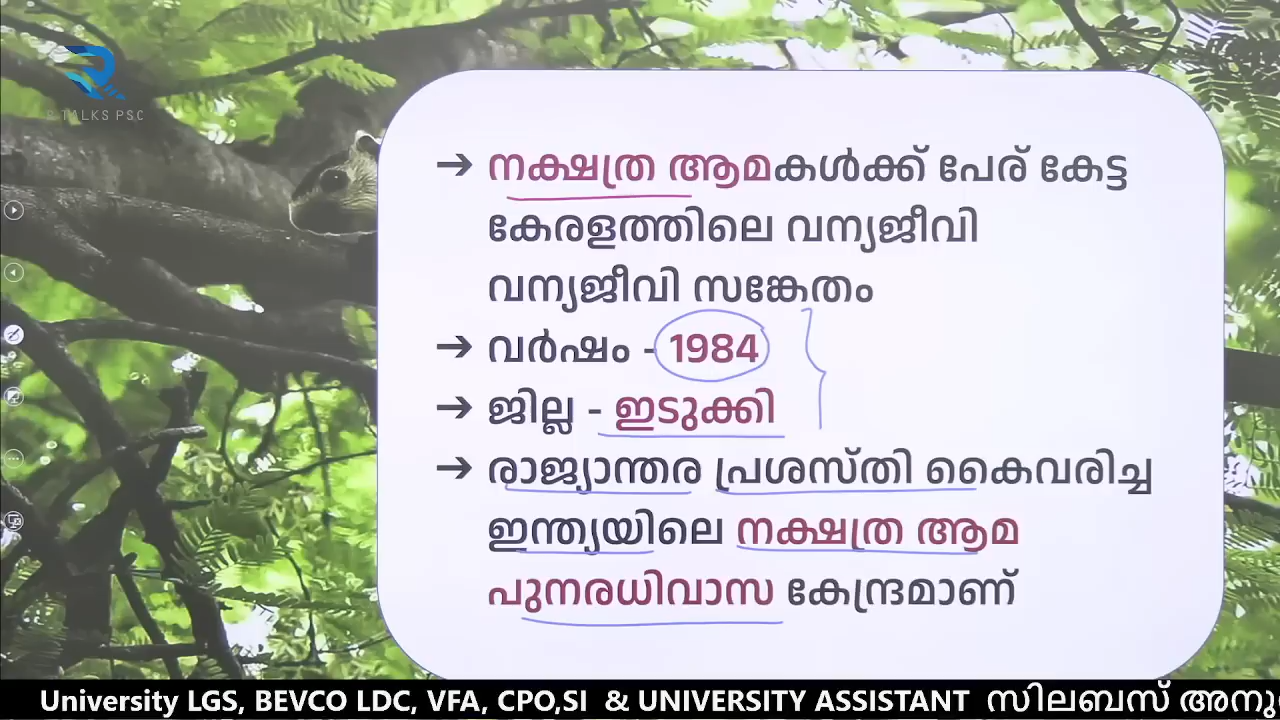 S TALKS PSC
→ നക്ഷത്ര ആമകൾക്ക് പേര് കേട്ട
കേരളത്തിലെ വന്യജീവി
വന്യജീവി സങ്കേതം
→ വർഷം - 1984
→ ജില്ല - ഇടുക്കി
→ രാജ്യാന്തര പ്രശസ്തി കൈവരിച്ച
ഇന്ത്യയിലെ നക്ഷത്ര ആമ
പുനരധിവാസ കേന്ദ്രമാണ്
University LGS, BEVCO LDC, VFA, CPO,SI & UNIVERSITY ASSISTANT സിലബസ് അനു